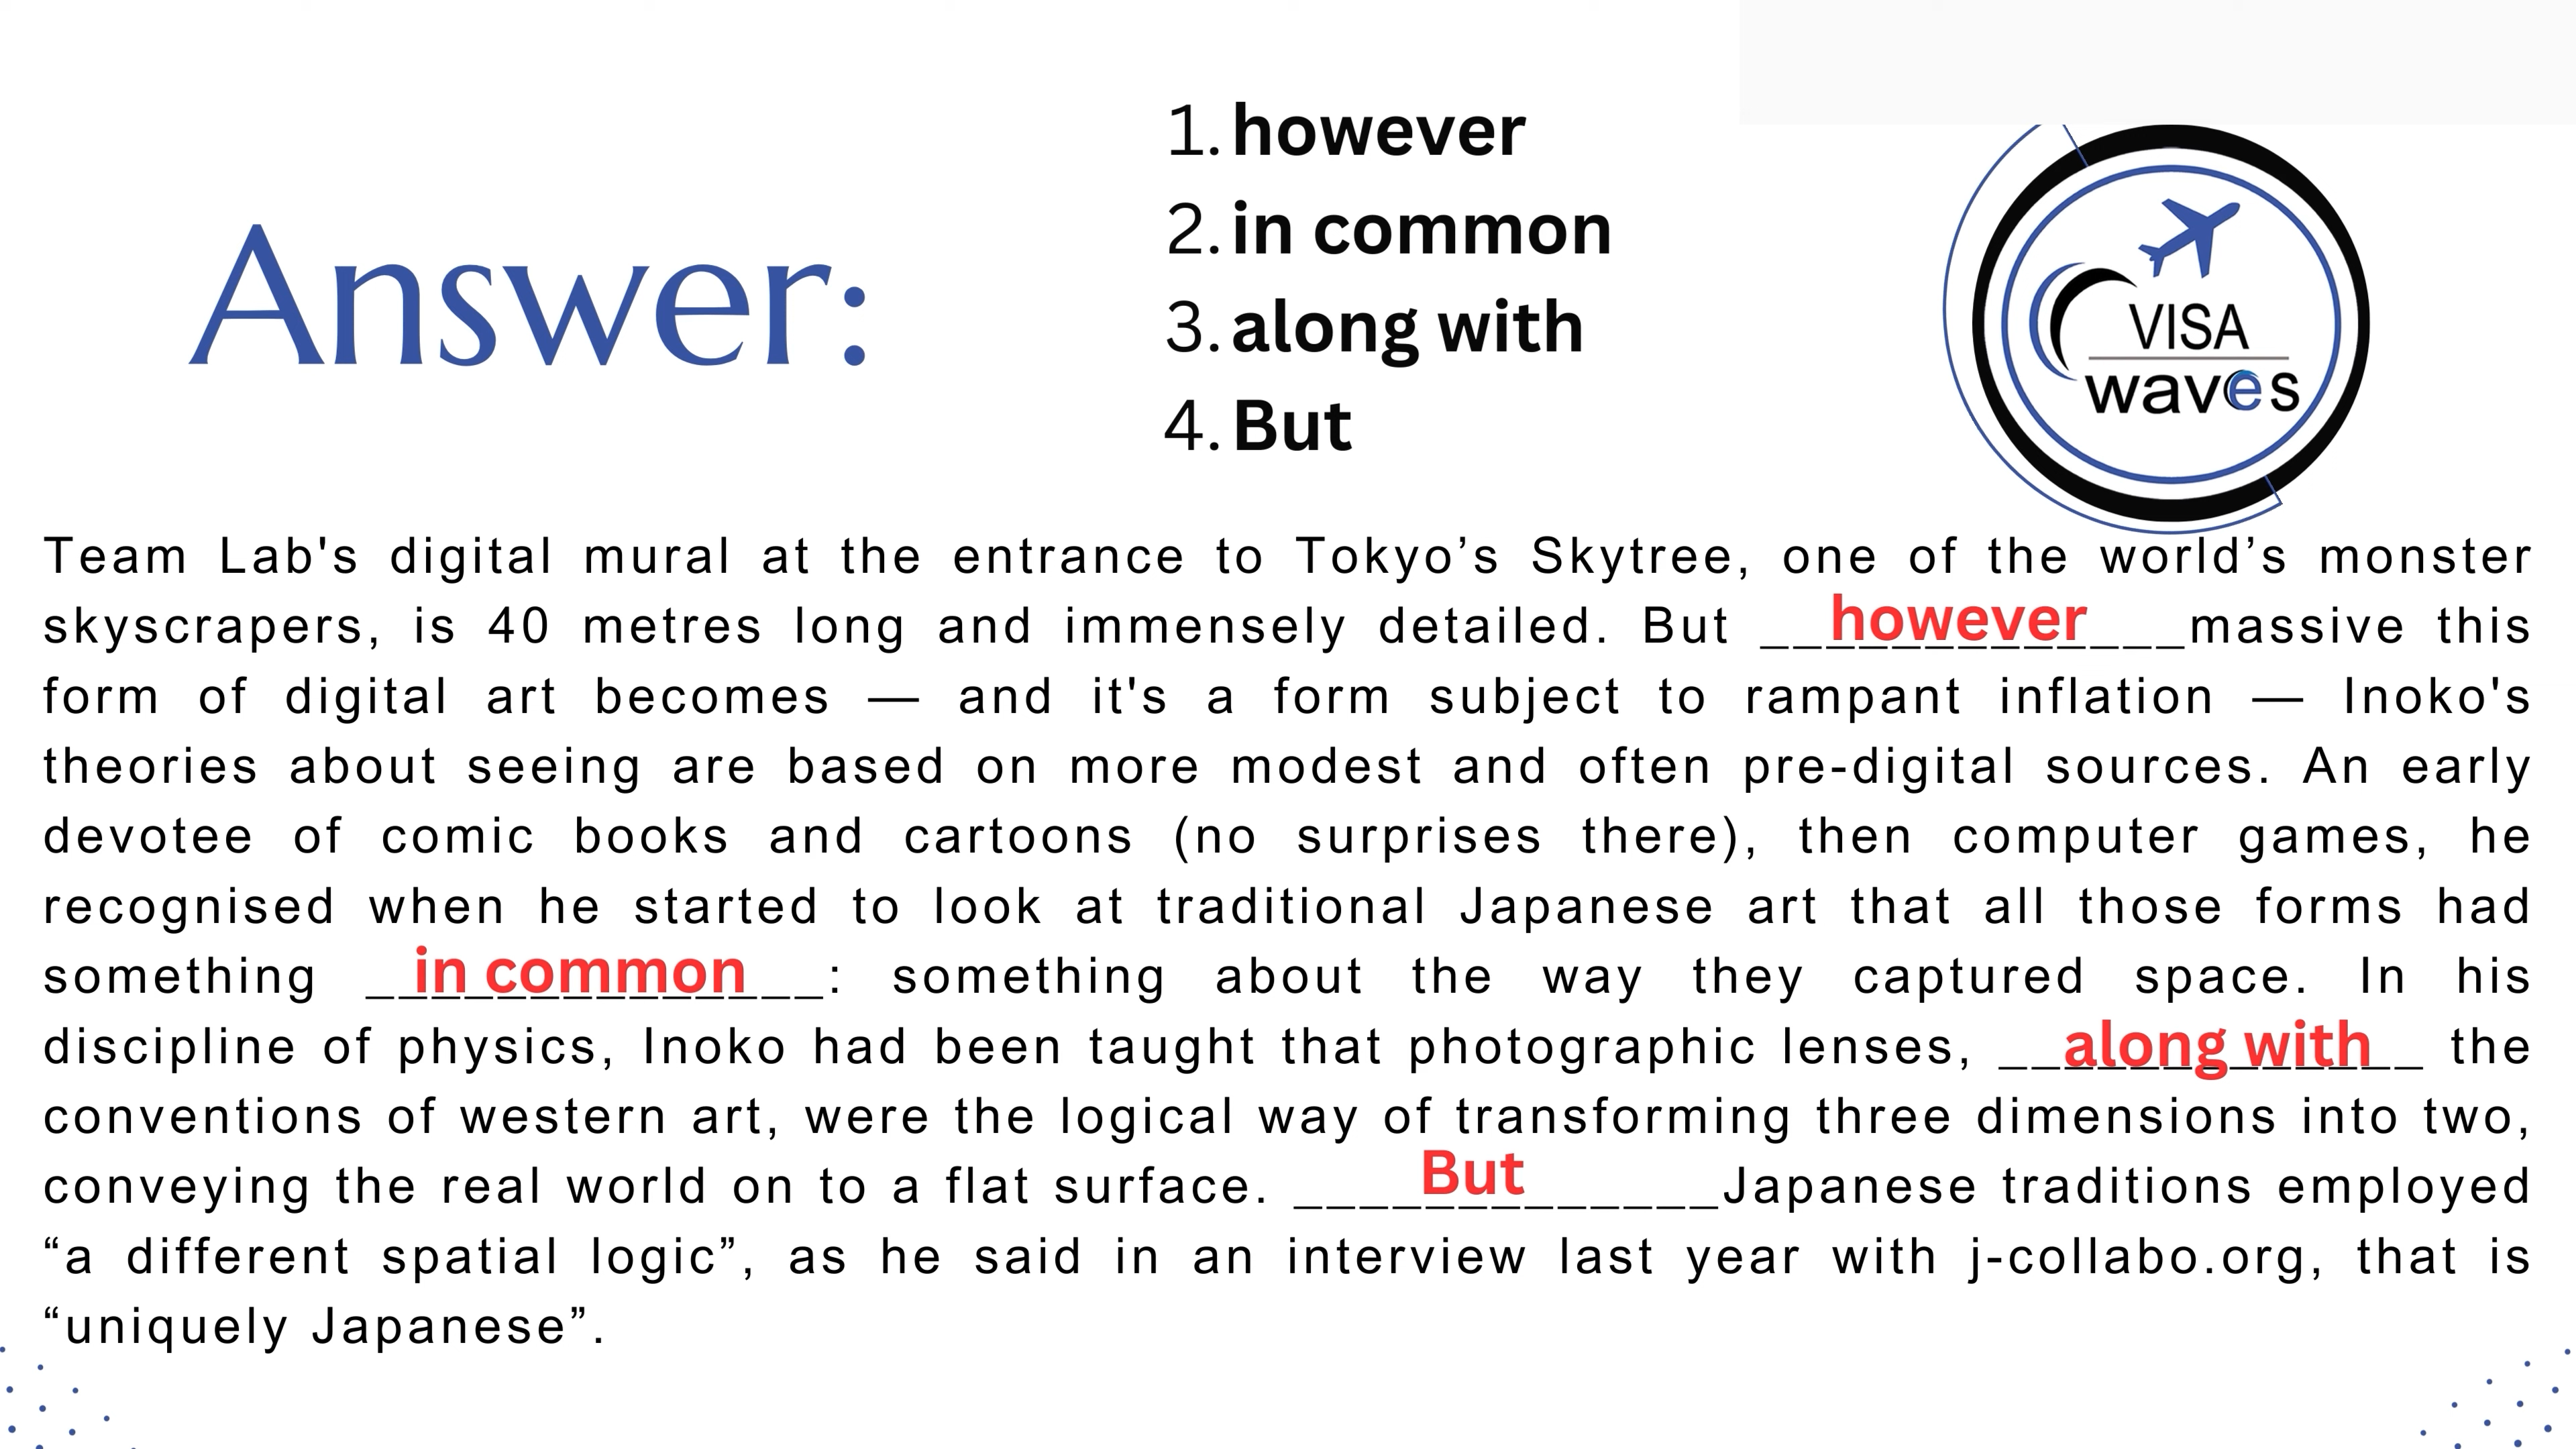 Answer:
1. however
2. in common
3. along with
4. But
VISA
waves
Team Lab's digital mural at the entrance to Tokyo’s Skytree, one of the world’s monster
skyscrapers, is 40 metres long and immensely detailed. But _____however_____massive this
form of digital art becomes — and it's a form subject to rampant inflation — Inoko's
theories about seeing are based on more modest and often pre-digital sources. An early
devotee of comic books and cartoons (no surprises there), then computer games, he
recognised when he started to look at traditional Japanese art that all those forms had
something _____in common_____: something about the way they captured space. In his
discipline of physics, Inoko had been taught that photographic lenses, _____along with_____ the
conventions of western art, were the logical way of transforming three dimensions into two,
conveying the real world on to a flat surface. _____But_____Japanese traditions employed
“a different spatial logic”, as he said in an interview last year with j-collabo.org, that is
“uniquely Japanese”.